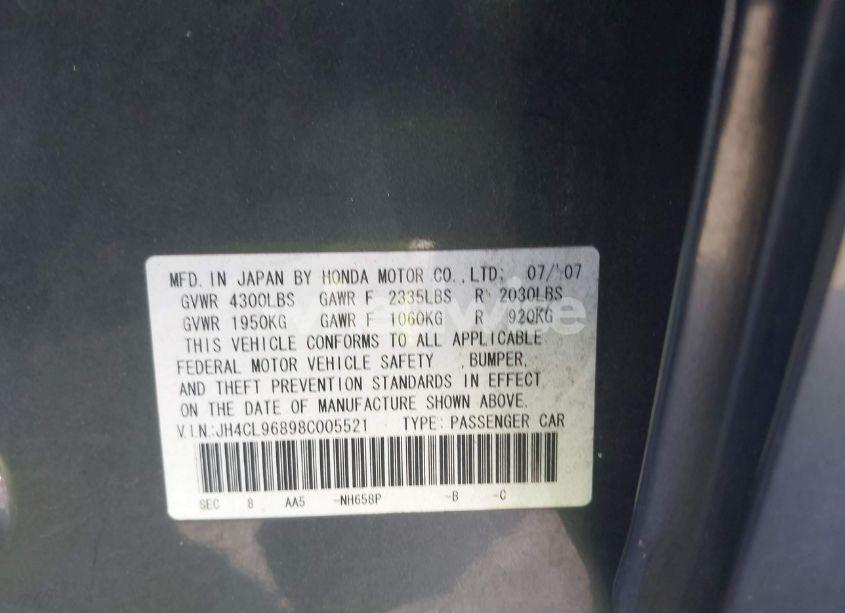 MFD. IN JAPAN BY HONDA MOTOR CO.,LTD. 07/'07
GVWR 4300LBS GAWR F 2335LBS R 2030LBS
GVWR 1950KG GAWR F 1060KG R 920KG
THIS VEHICLE CONFORMS TO ALL APPLICABLE
FEDERAL MOTOR VEHICLE SAFETY ,BUMPER,
AND THEFT PREVENTION STANDARDS IN EFFECT
ON THE DATE OF MANUFACTURE SHOWN ABOVE.
V.I.N.:JH4CL96898C005521 TYPE: PASSENGER CAR
SEC 8 AA5 -NH658P -B -C